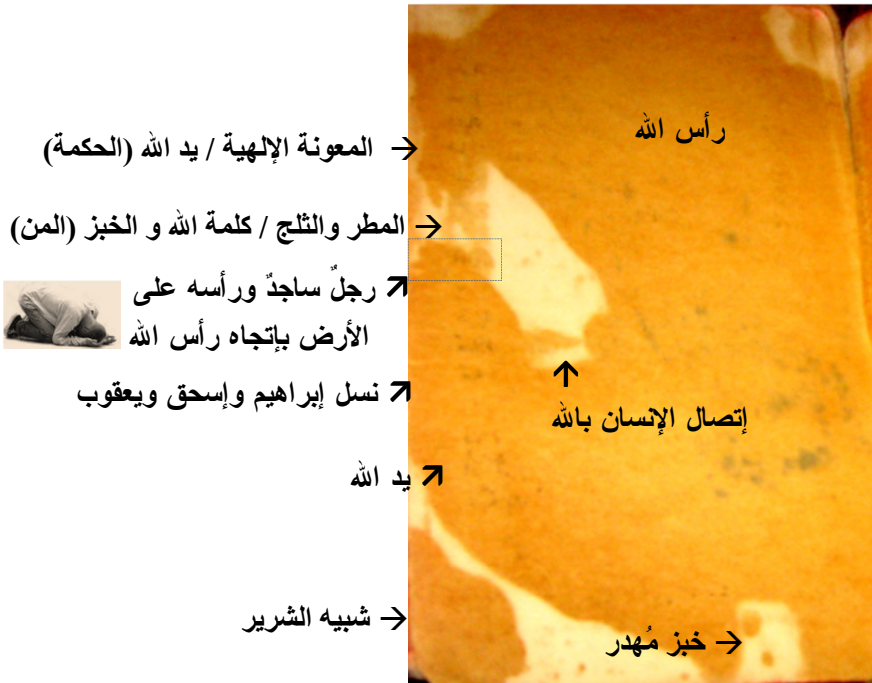 رأس الله
المعونة الإلهية / يد الله (الحكمة) →
المطر والثلج / كلمة الله و الخبز (المن) →
رجلٌ ساجدٌ ورأسه على
الأرض بإتجاه رأس الله
نسل إبراهيم وإسحق ويعقوب
إتصال الإنسان بالله
يد الله
شبيه الشرير →
خبز مُهدر →